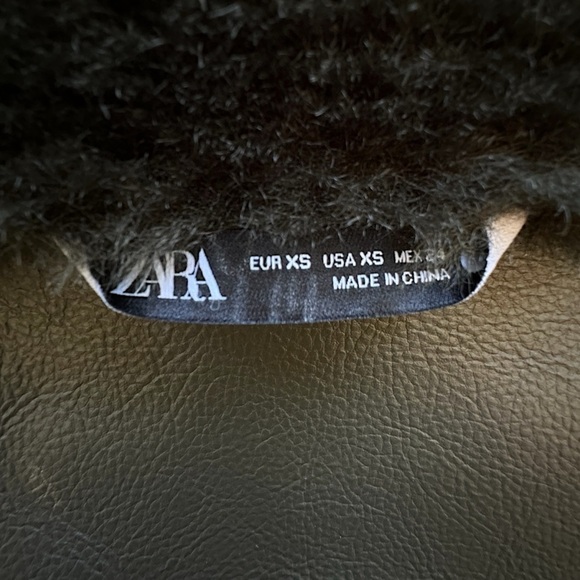 ZARA
EUR XS USA XS MEX 24
MADE IN CHINA